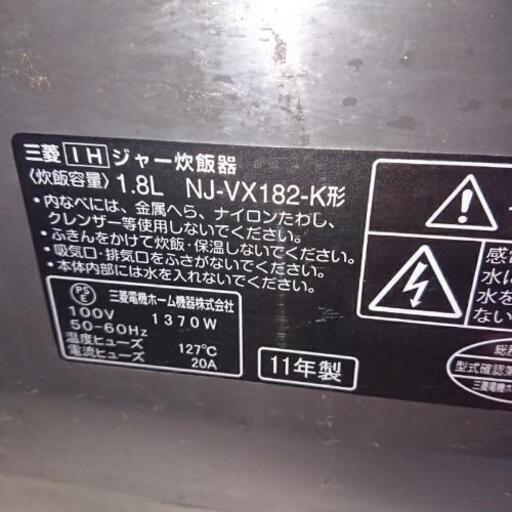 三菱 IH ジャー炊飯器
〈炊飯容量〉1.8L NJ-VX182-K形
・内なべには、金属へら、ナイロンたわし、
クレンザー等使用しないでください。
・ふきんをかけて炊飯・保温しないでください。
・吸気口・排気口をふさがないでください。
・本体内部には水を入れないでください。
PSE 三菱電機ホーム機器株式会社
100V 1370W
50-60Hz
温度ヒューズ 127℃
電流ヒューズ 20A
11年製
感
水に
水を
ない
総務
型式確認第
三菱電機ホ